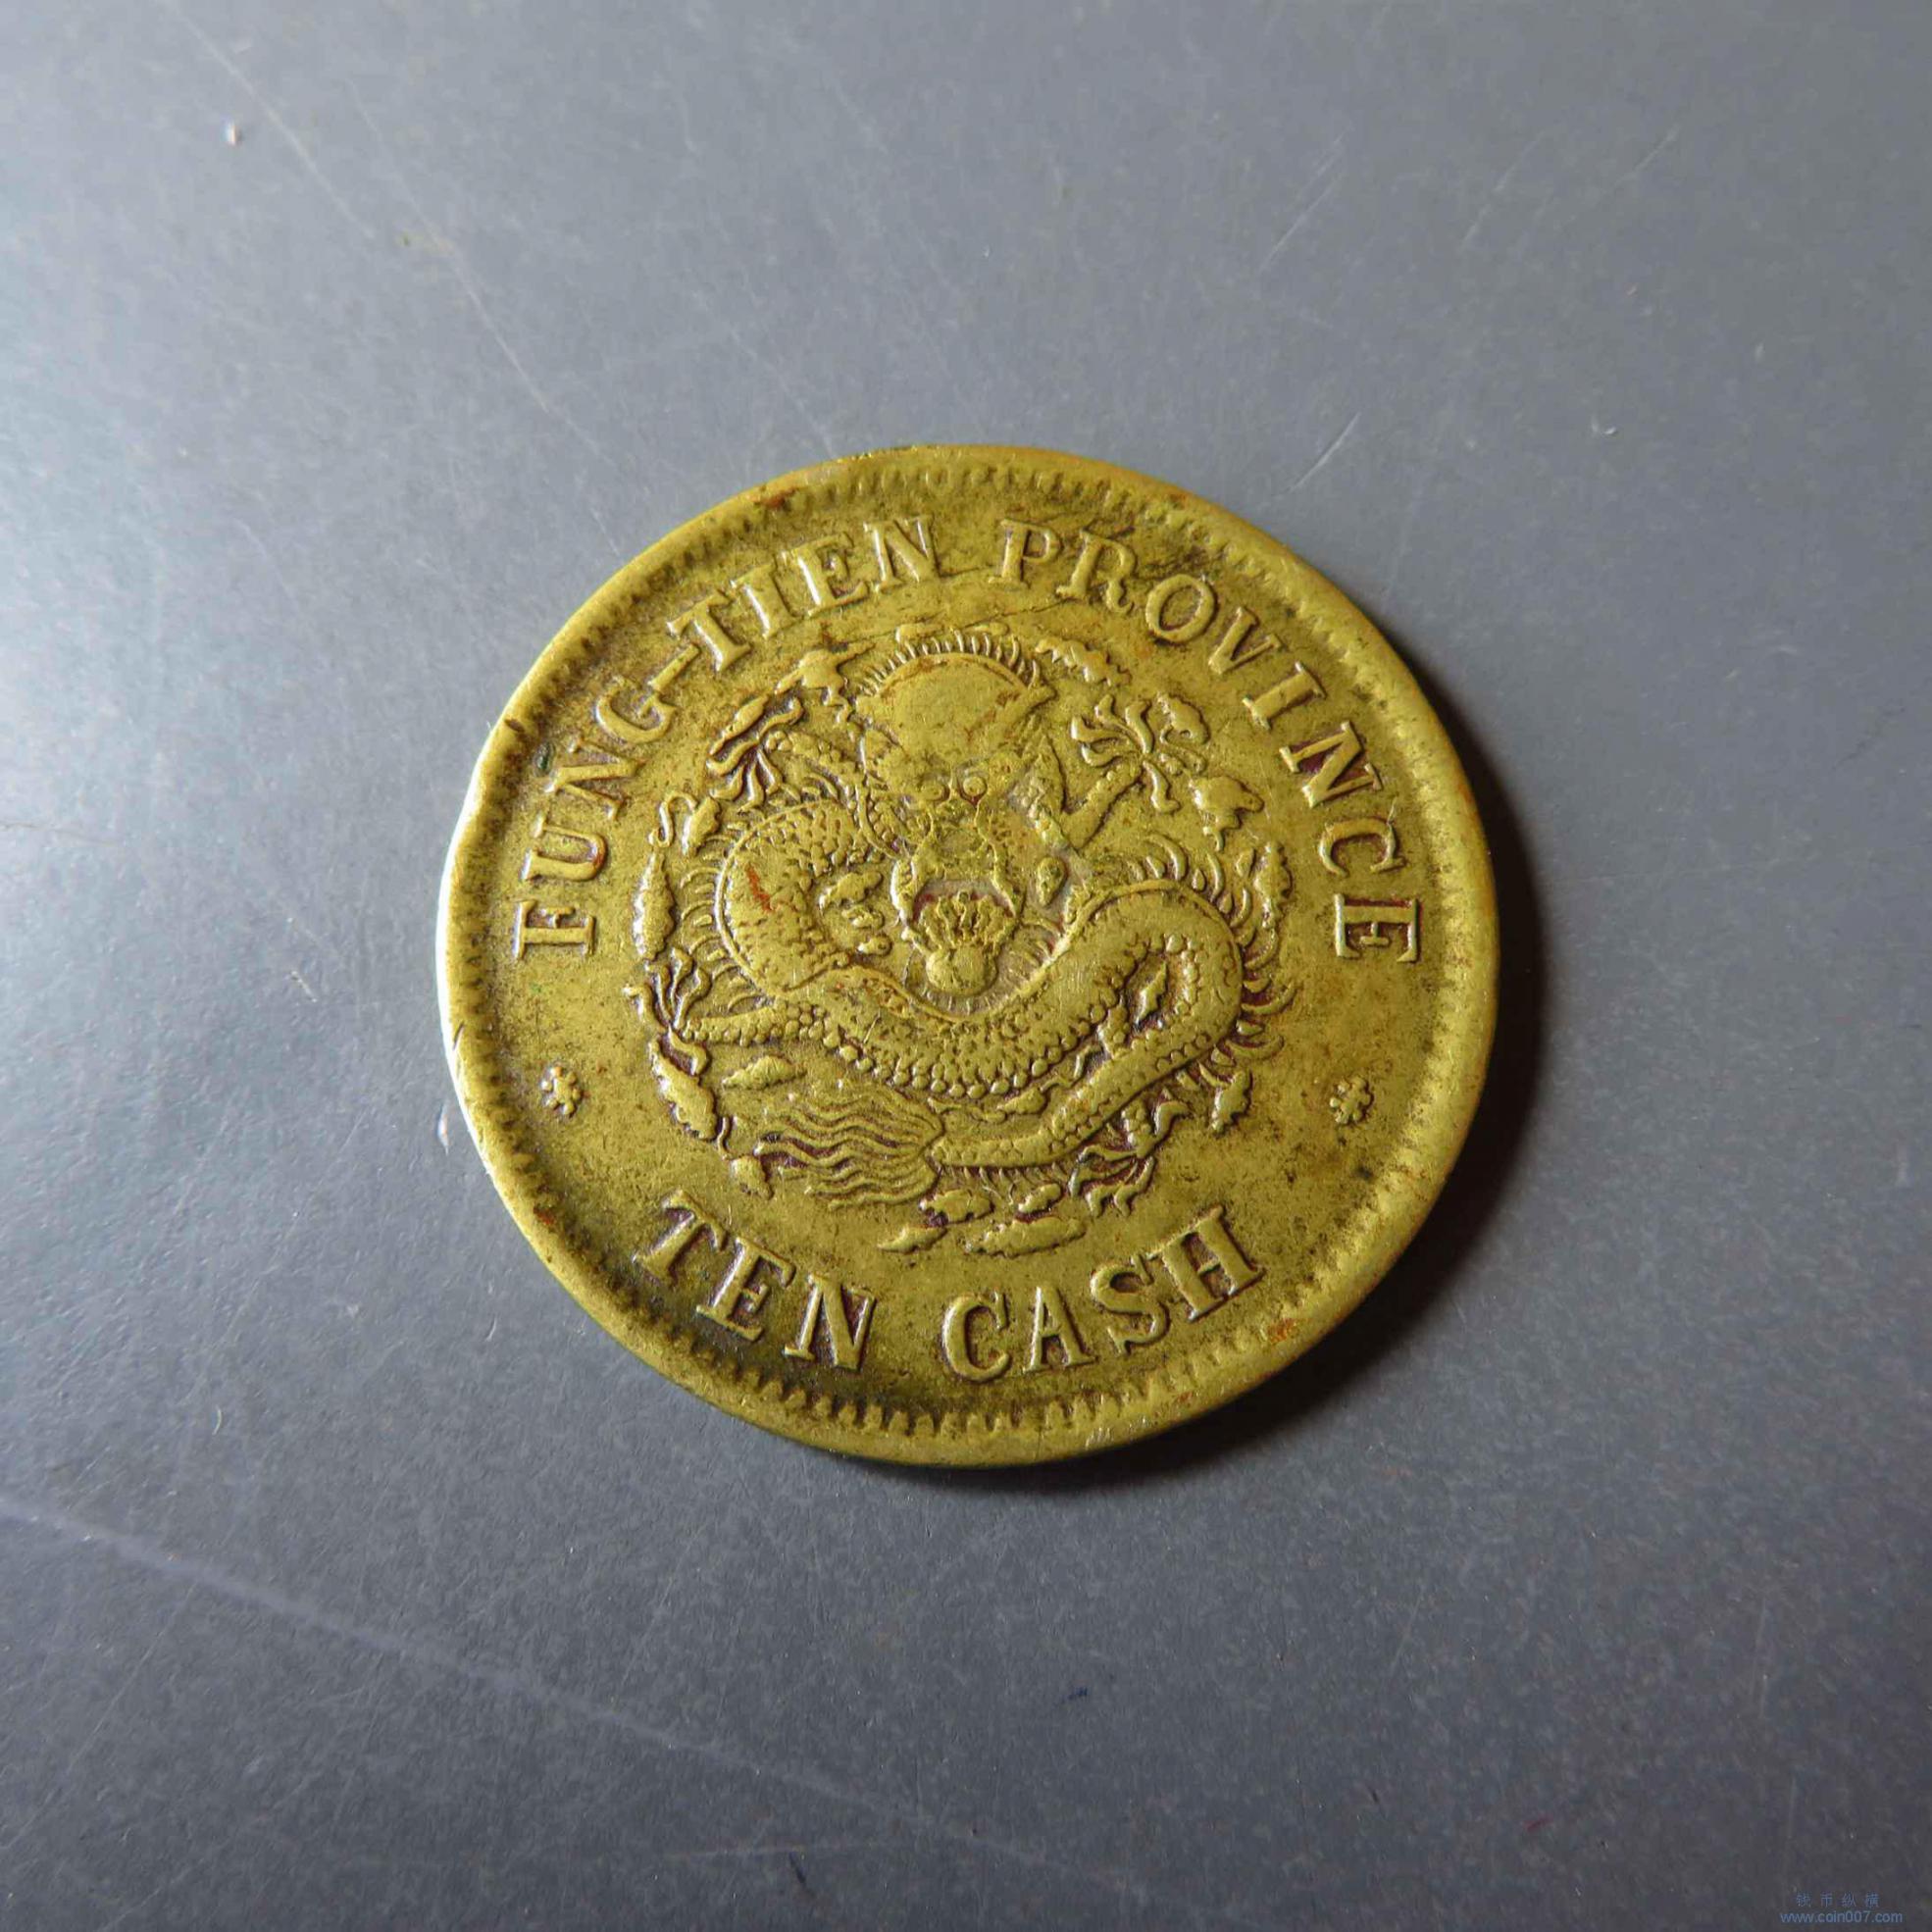 FUNG-TIEN PROVINCE
TEN CASH
钱币纵横
www.coin007.com